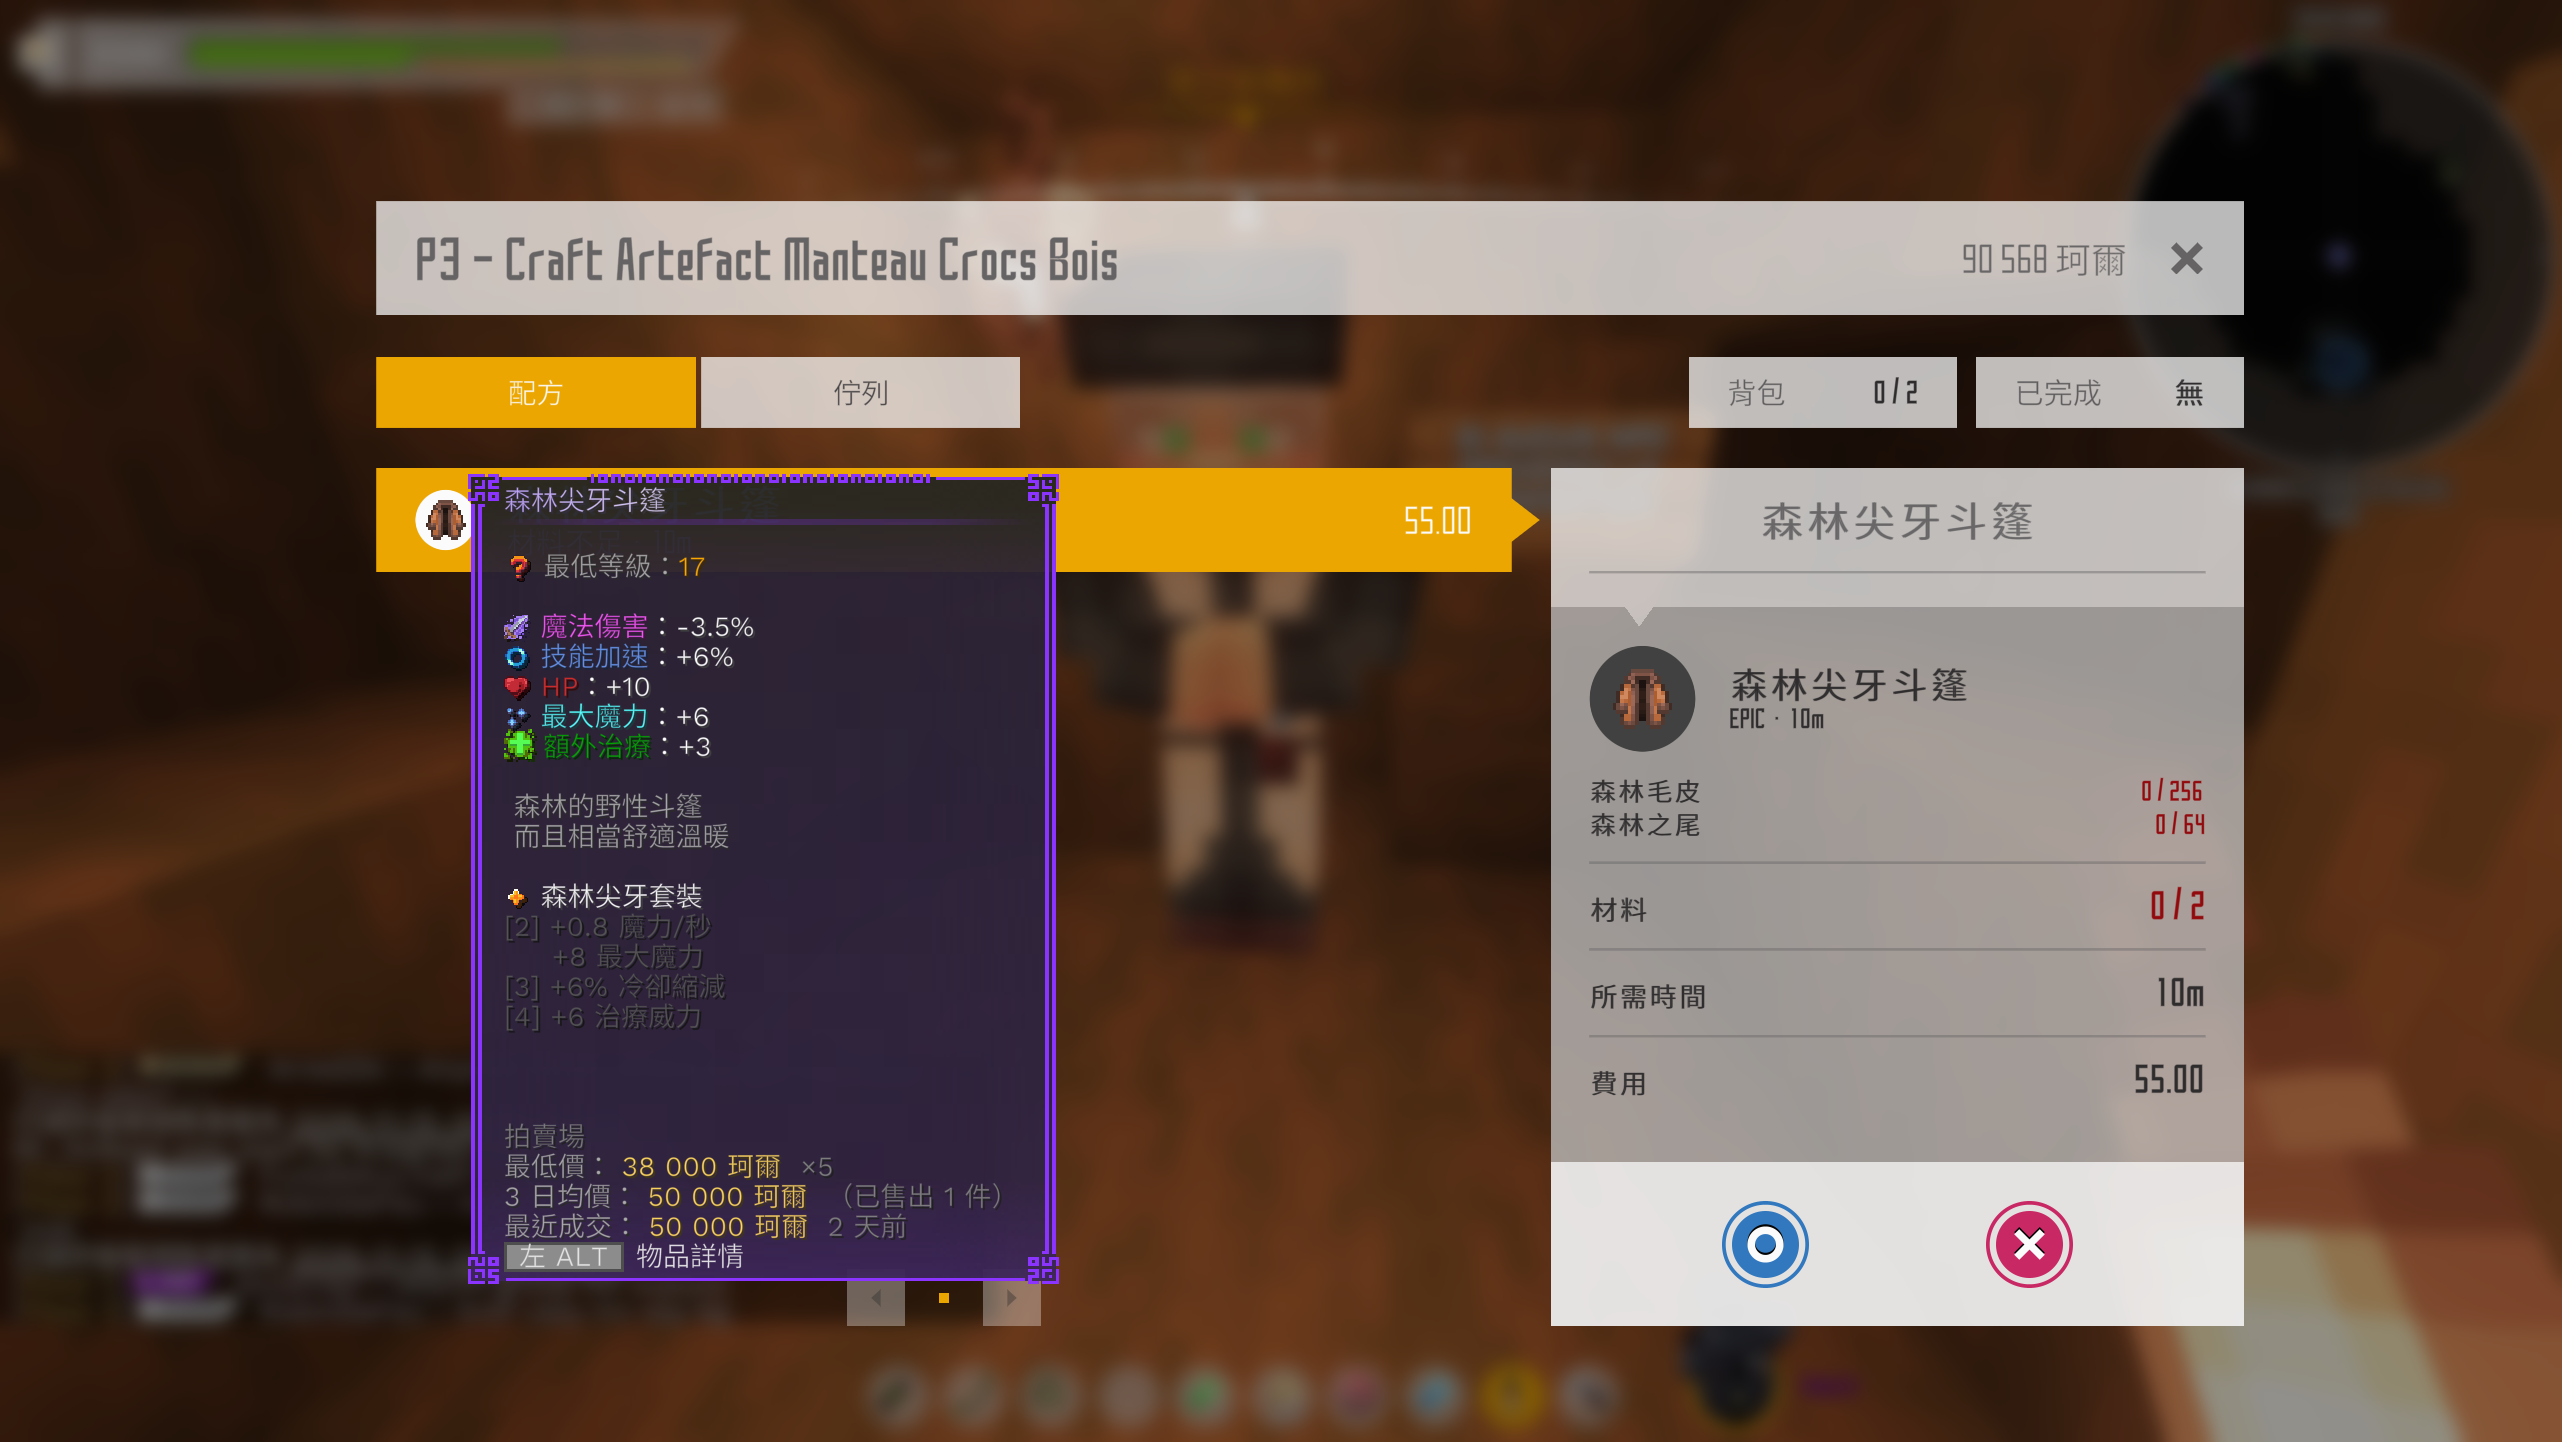 P3 - Craft Artefact Manteau Crocs Bois
90 568 珂爾
配方
佇列
背包 0/2
已完成 無
55.00
森林尖牙斗篷
最低等級：17
魔法傷害：-3.5%
技能加速：+6%
HP：+10
最大魔力：+6
額外治療：+3
森林的野性斗篷
而且相當舒適溫暖
森林尖牙套裝
[2] +0.8 魔力/秒
+8 最大魔力
[3] +6% 冷卻縮減
[4] +6 治療威力
拍賣場
最低價： 38 000 珂爾 ×5
3 日均價： 50 000 珂爾 （已售出 1 件）
最近成交： 50 000 珂爾 2 天前
左 ALT 物品詳情
森林尖牙斗篷
森林尖牙斗篷
EPIC · 10m
森林毛皮 0/256
森林之尾 0/64
材料 0/2
所需時間 10m
費用 55.00